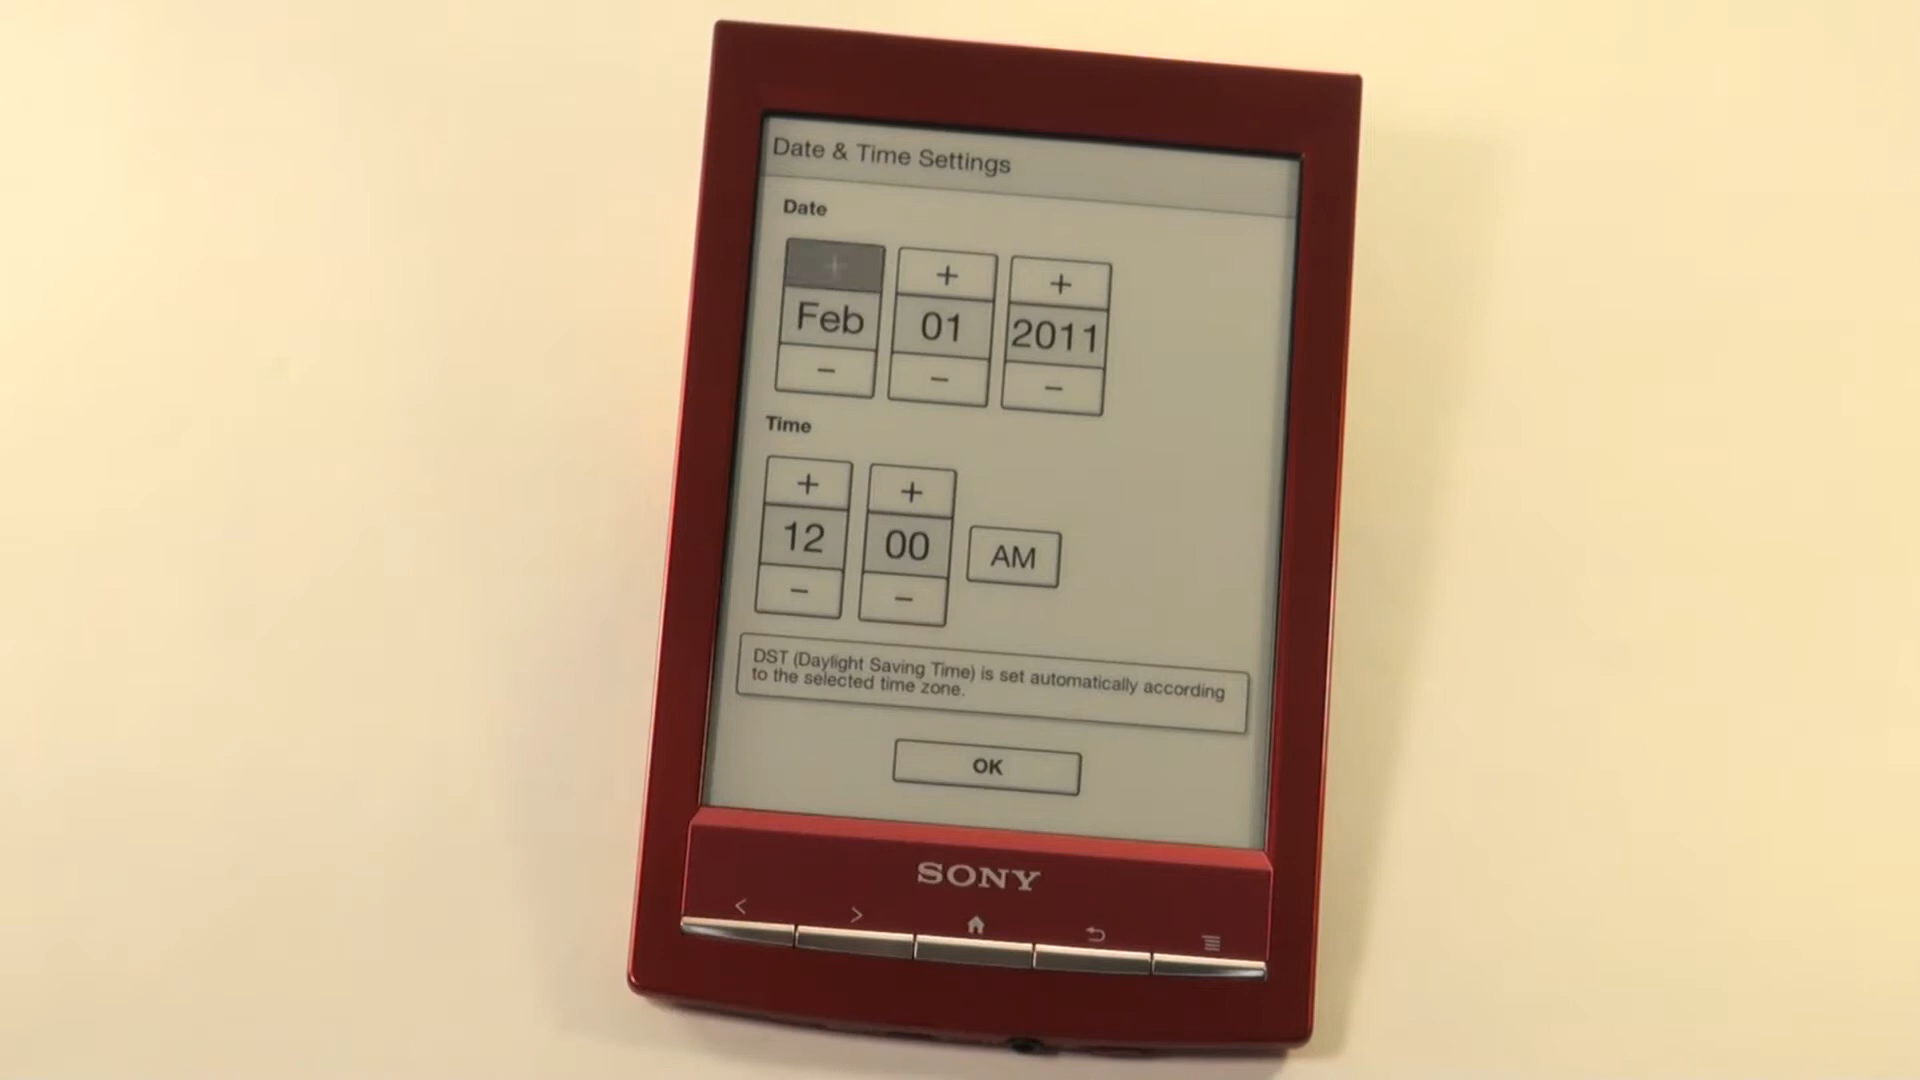 Date & Time Settings
Date
+ + +
Feb 01 2011
- - -
Time
+ +
12 00 AM
- -
DST (Daylight Saving Time) is set automatically according
to the selected time zone.
OK
SONY
< >